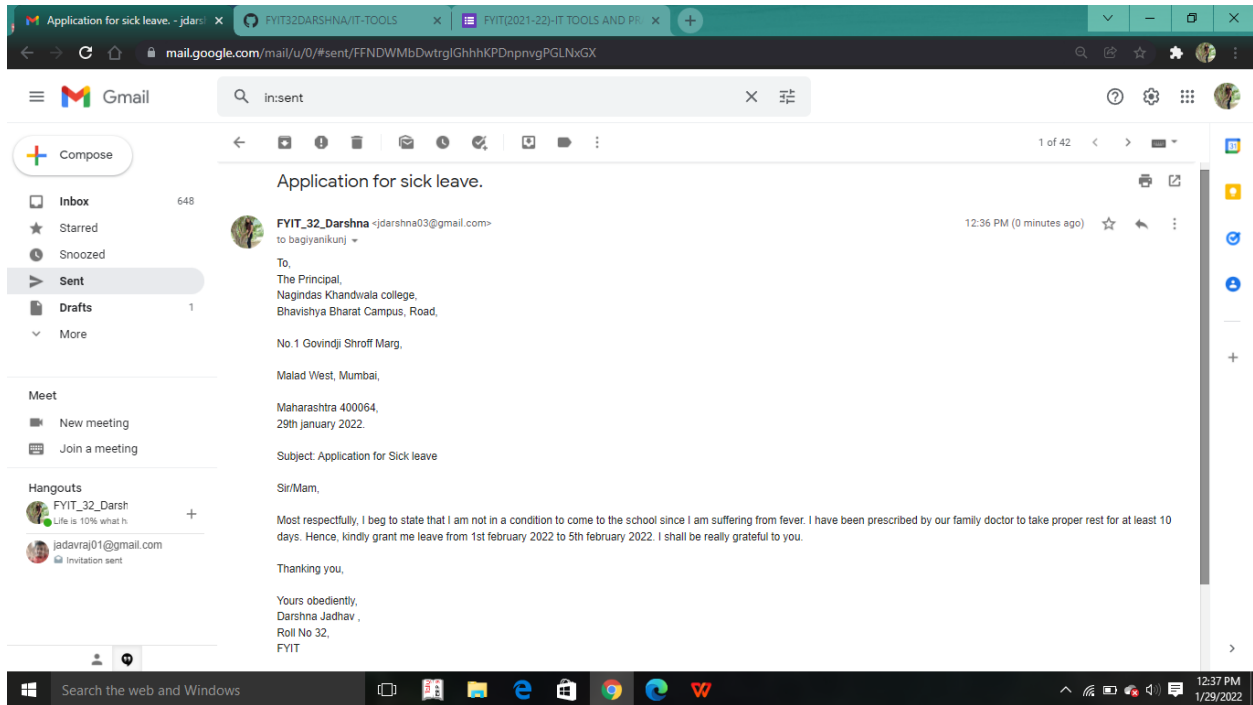 Application for sick leave. - jdars
FYIT32DARSHNA/IT-TOOLS
FYIT(2021-22)-IT TOOLS AND PR
mail.google.com/mail/u/0/#sent/FFNDWMbDwtrgIGhhhKPDnpnvgPGLNxGX
Gmail
in:sent
Compose
1 of 42
Inbox 648
Starred
Snoozed
Sent
Drafts 1
More
Meet
New meeting
Join a meeting
Hangouts
FYIT_32_Darsh
Life is 10% what h
jadavraj01@gmail.com
Invitation sent
Application for sick leave.
FYIT_32_Darshna <jdarshna03@gmail.com>
12:36 PM (0 minutes ago)
to bagiyanikunj
To,
The Principal,
Nagindas Khandwala college,
Bhavishya Bharat Campus, Road,
No.1 Govindji Shroff Marg,
Malad West, Mumbai,
Maharashtra 400064,
29th january 2022.
Subject: Application for Sick leave
Sir/Mam,
Most respectfully, I beg to state that I am not in a condition to come to the school since I am suffering from fever. I have been prescribed by our family doctor to take proper rest for at least 10
days. Hence, kindly grant me leave from 1st february 2022 to 5th february 2022. I shall be really grateful to you.
Thanking you,
Yours obediently,
Darshna Jadhav ,
Roll No 32,
FYIT
31
Search the web and Windows
12:37 PM
1/29/2022